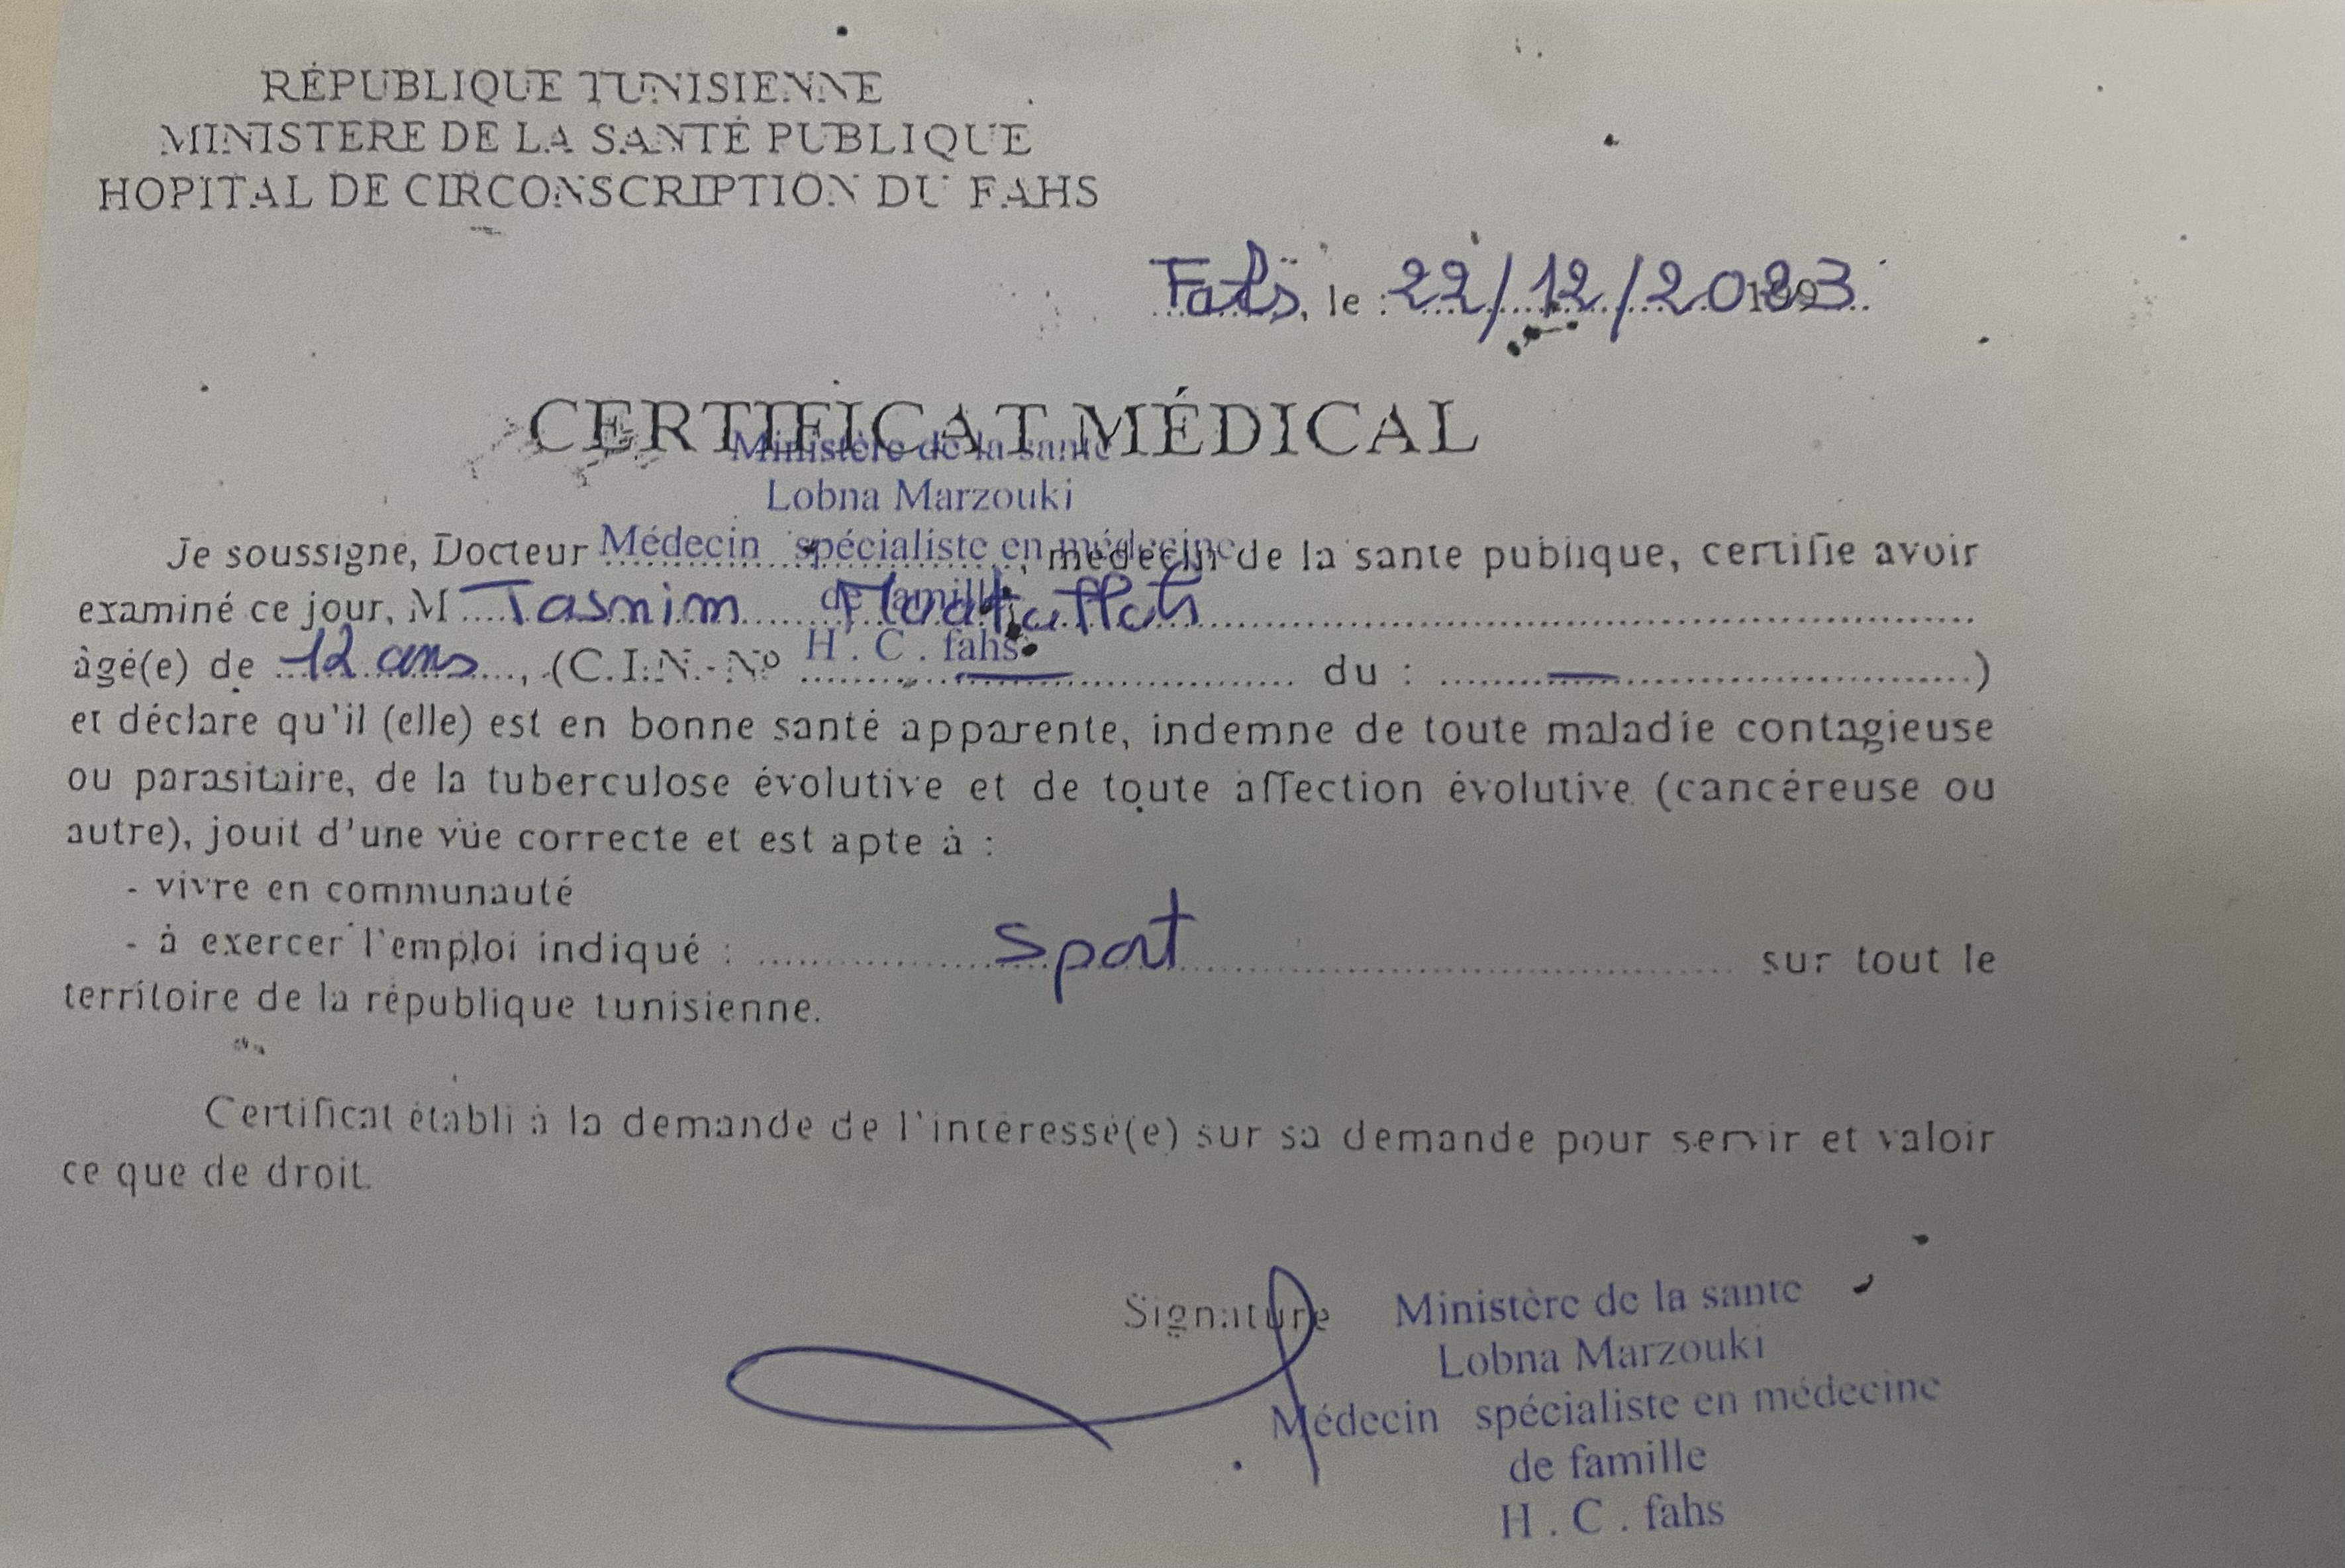 RÉPUBLIQUE TUNISIENNE
MINISTERE DE LA SANTÉ PUBLIQUE
HOPITAL DE CIRCONSCRIPTION DU FAHS
Fahs, le : 22/12/2023
CERTIFICAT MÉDICAL
Ministère de la sante
Lobna Marzouki
Médecin spécialiste en médecine
de famille
H . C . fahs
Je soussigne, Docteur ..., médecin de la sante publique, certifie avoir
examiné ce jour, M Tasnim
âgé(e) de 12 ans, (C.I.N.- Nº — du : — )
et déclare qu'il (elle) est en bonne santé apparente, indemne de toute maladie contagieuse
ou parasitaire, de la tuberculose évolutive et de toute affection évolutive (cancéreuse ou
autre), jouit d'une vüe correcte et est apte à :
- vivre en communauté
- à exercer l'emploi indiqué : sport sur tout le
territoire de la république tunisienne.
Certificat établi à la demande de l'intéressé(e) sur sa demande pour servir et valoir
ce que de droit.
Signature
Ministère de la sante
Lobna Marzouki
Médecin spécialiste en médecine
de famille
H . C . fahs